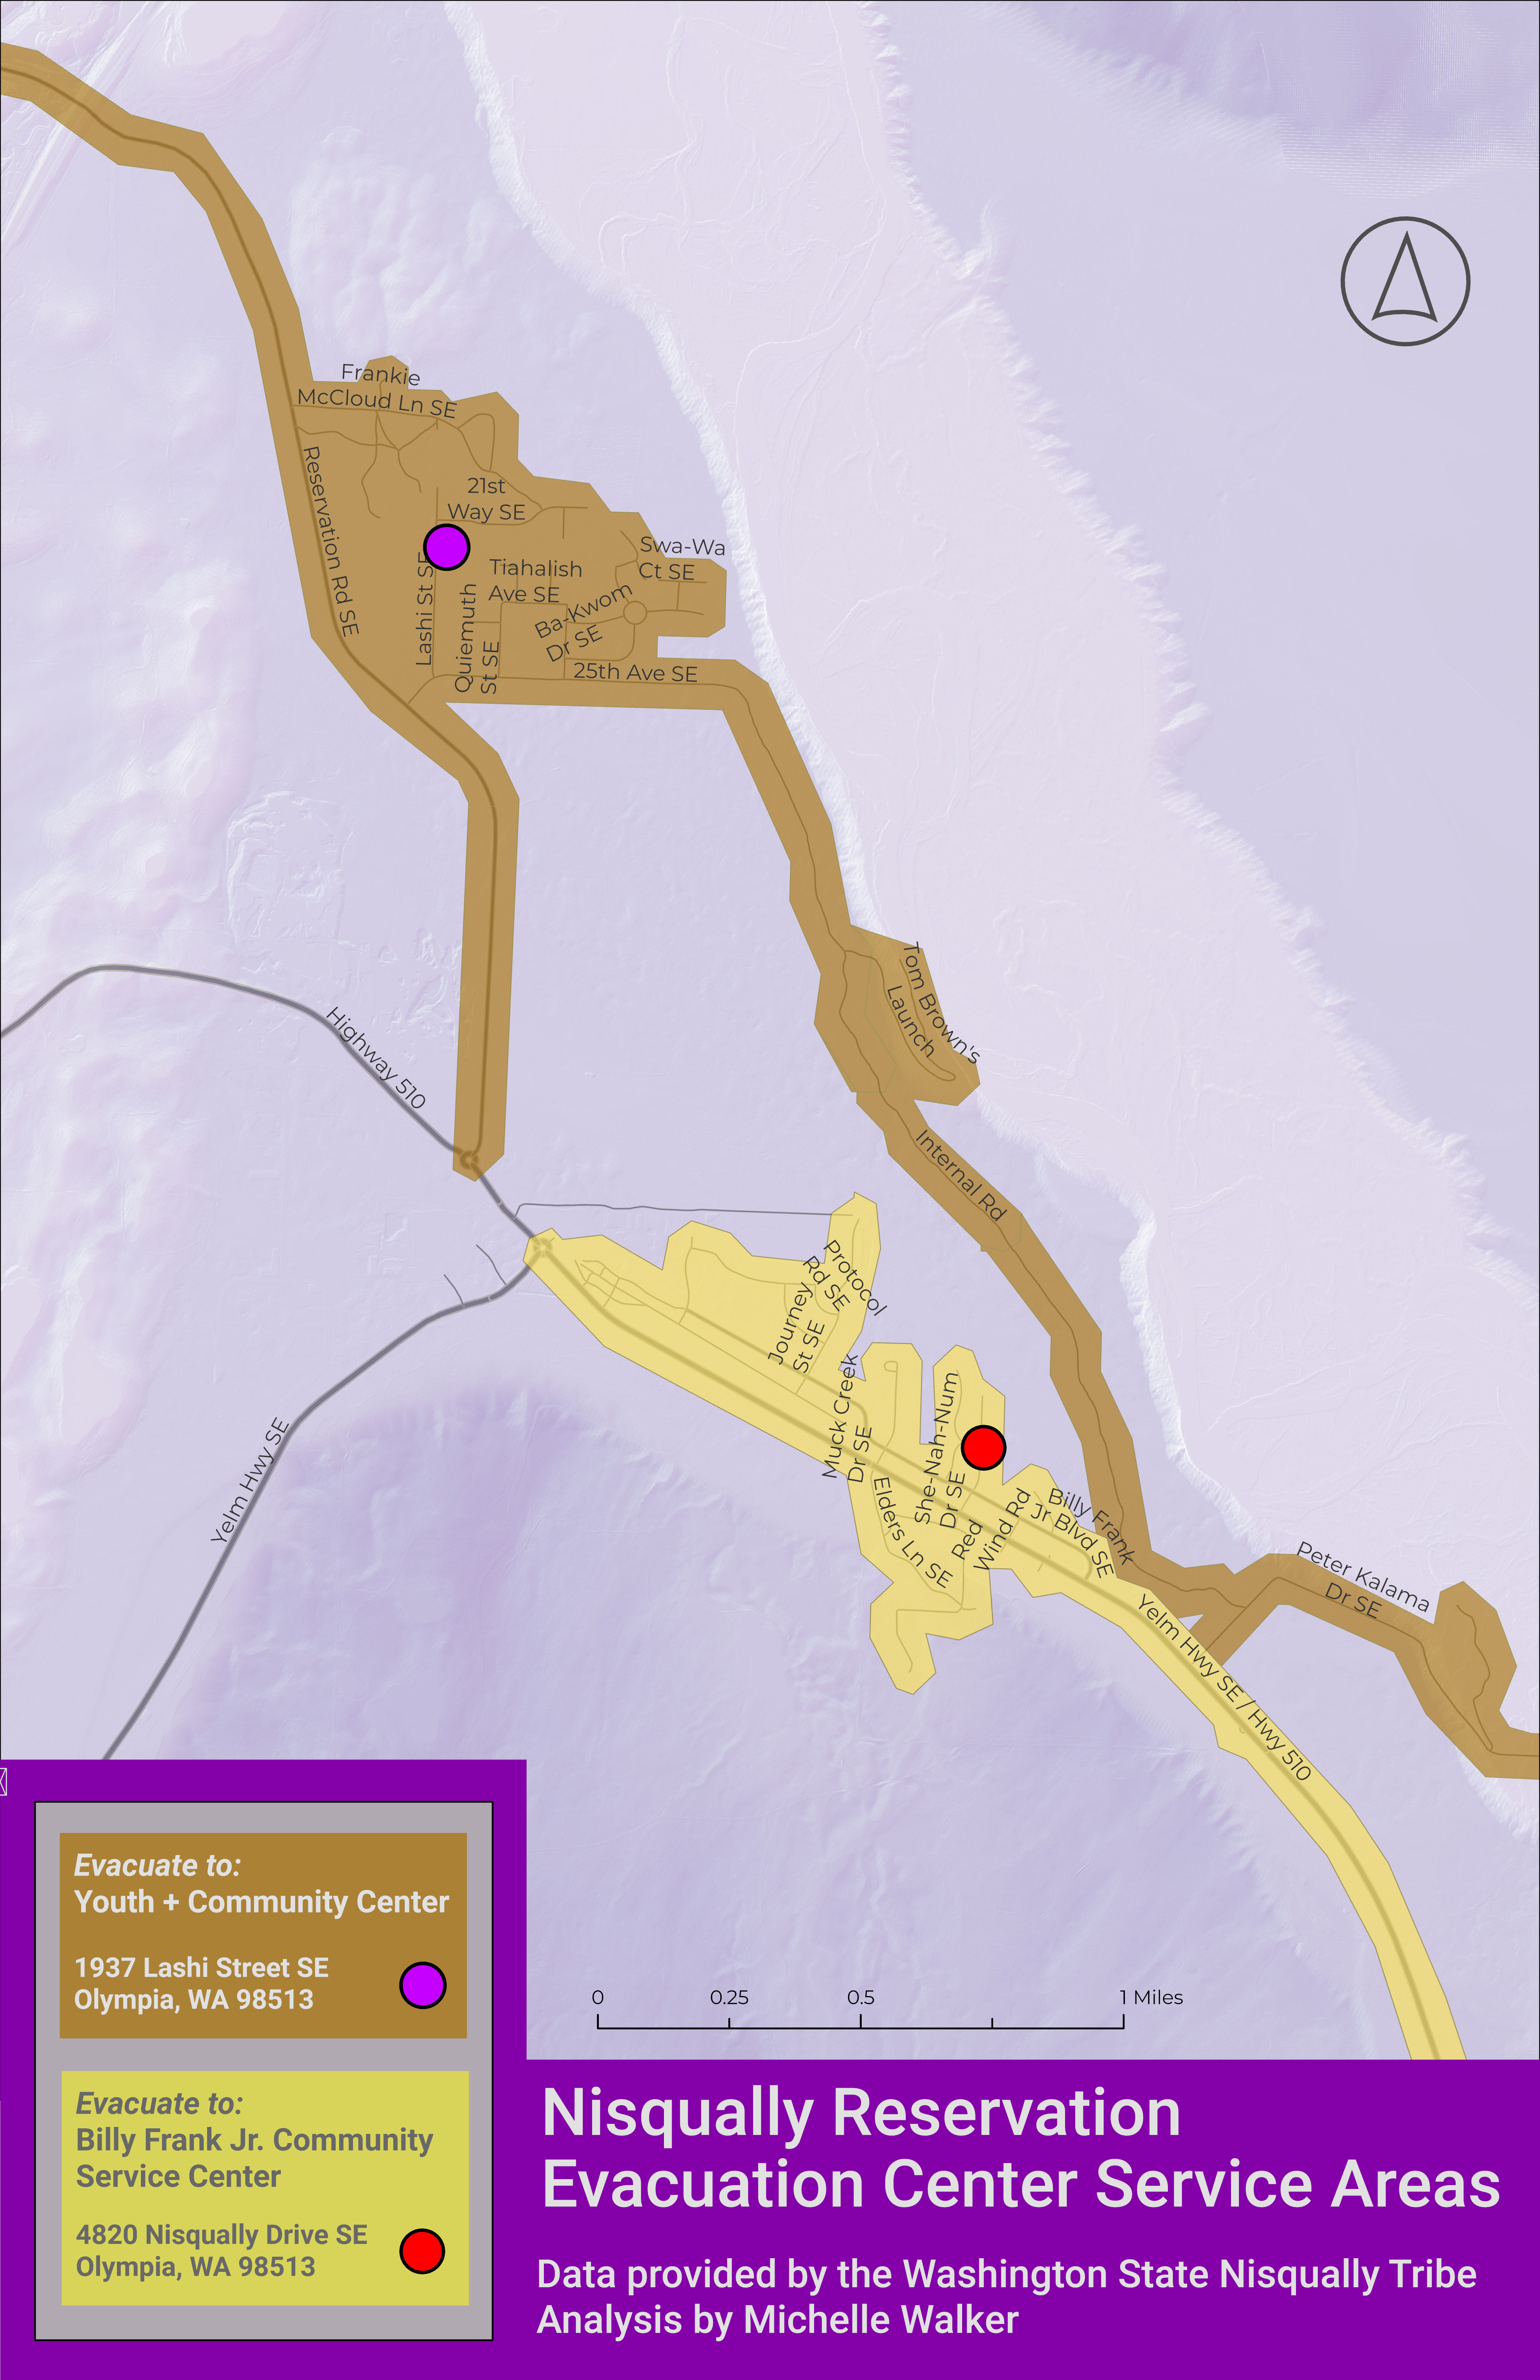 Frankie
McCloud Ln SE
Reservation Rd SE
21st
Way SE
Swa-Wa
Ct SE
Tiahalish
Ave SE
Lashi St SE
Quiemuth
St SE
Ba-Kwom
Dr SE
25th Ave SE
Tom Brown's
Launch
Highway 510
Internal Rd
Protocol
Rd SE
Journey
St SE
Muck Creek
Dr SE
She-Nah-Num
Dr SE
Yelm Hwy SE
Elders Ln SE
Red
Wind Rd
Billy Frank
Jr Blvd SE
Peter Kalama
Dr SE
Yelm Hwy SE / Hwy 510
Evacuate to:
Youth + Community Center
1937 Lashi Street SE
Olympia, WA 98513
Evacuate to:
Billy Frank Jr. Community
Service Center
4820 Nisqually Drive SE
Olympia, WA 98513
0 0.25 0.5 1 Miles
Nisqually Reservation
Evacuation Center Service Areas
Data provided by the Washington State Nisqually Tribe
Analysis by Michelle Walker